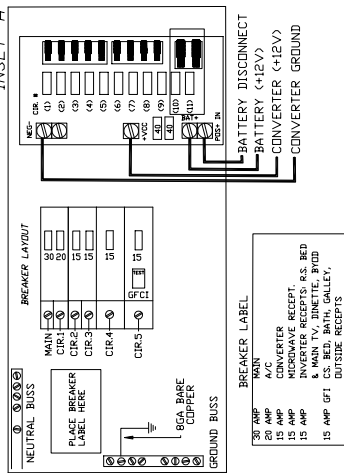 INSET A
CIR. #
(1)
(2)
(3)
(4)
(5)
(6)
(7)
(8)
(9)
(10)
(11)
NEG-
+VCC
40
40
BAT+
POS+ IN
BATTERY DISCONNECT
BATTERY (+12V)
CONVERTER (+12V)
CONVERTER GROUND
BREAKER LAYOUT
30 20
15 15
15
15
TEST
GFCI
MAIN
CIR.1
CIR.2
CIR.3
CIR.4
CIR.5
NEUTRAL BUSS
PLACE BREAKER
LABEL HERE
8GA BARE
COPPER
GROUND BUSS
BREAKER LABEL
30 AMP MAIN
20 AMP A/C
15 AMP CONVERTER
15 AMP MICROWAVE RECEPT.
15 AMP INVERTER RECEPTS: R.S. BED
& MAIN TV, DINETTE, BYOD
15 AMP GFI CS. BED, BATH, GALLEY,
OUTSIDE RECEPTS